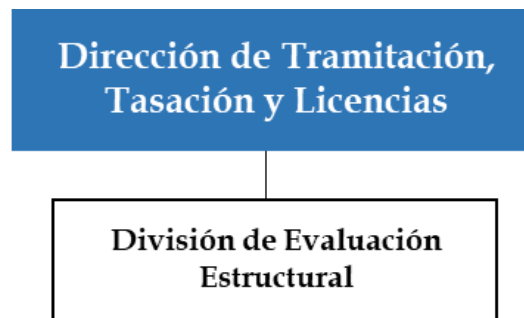 Dirección de Tramitación,
Tasación y Licencias
División de Evaluación
Estructural